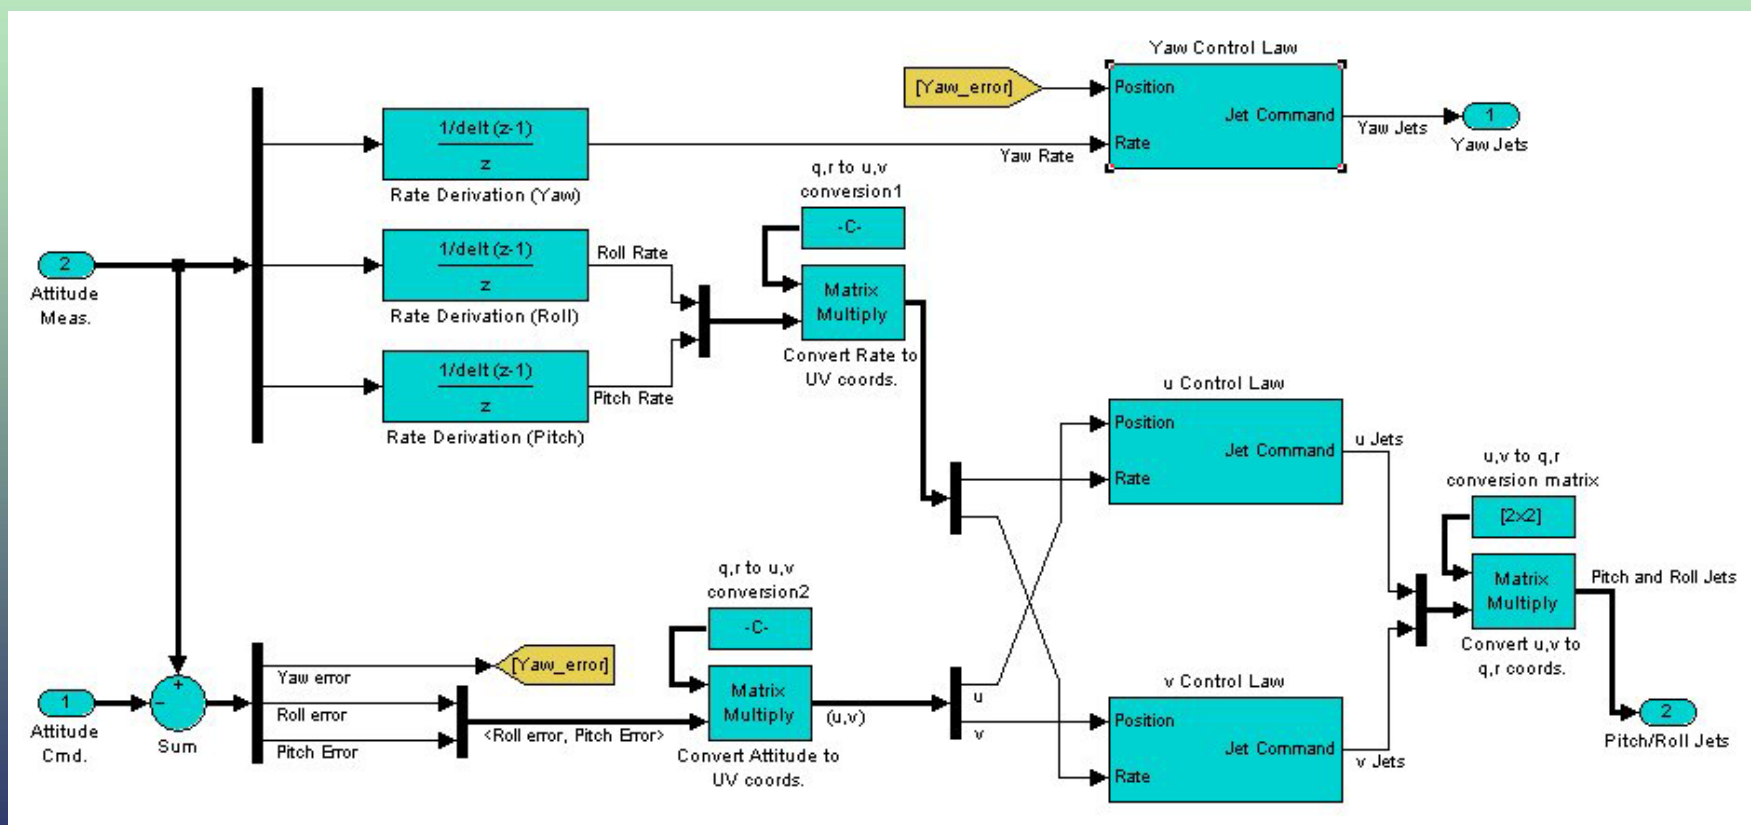 Yaw Control Law
[Yaw_error]
Position
Jet Command
Rate
Yaw Jets
1
Yaw Jets
1/delt (z-1)
z
Rate Derivation (Yaw)
Yaw Rate
q,r to u,v
conversion1
-C-
2
Attitude
Meas.
1/delt (z-1)
z
Rate Derivation (Roll)
Roll Rate
Matrix
Multiply
Convert Rate to
UV coords.
1/delt (z-1)
z
Rate Derivation (Pitch)
Pitch Rate
u Control Law
Position
Jet Command
Rate
u Jets
u,v to q,r
conversion matrix
[2x2]
Matrix
Multiply
Convert u,v to
q,r coords.
Pitch and Roll Jets
2
Pitch/Roll Jets
q,r to u,v
conversion2
-C-
1
Attitude
Cmd.
+
−
Sum
Yaw error
Roll error
Pitch Error
[Yaw_error]
<Roll error, Pitch Error>
Matrix
Multiply
Convert Attitude to
UV coords.
(u,v)
u
v
v Control Law
Position
Jet Command
Rate
v Jets